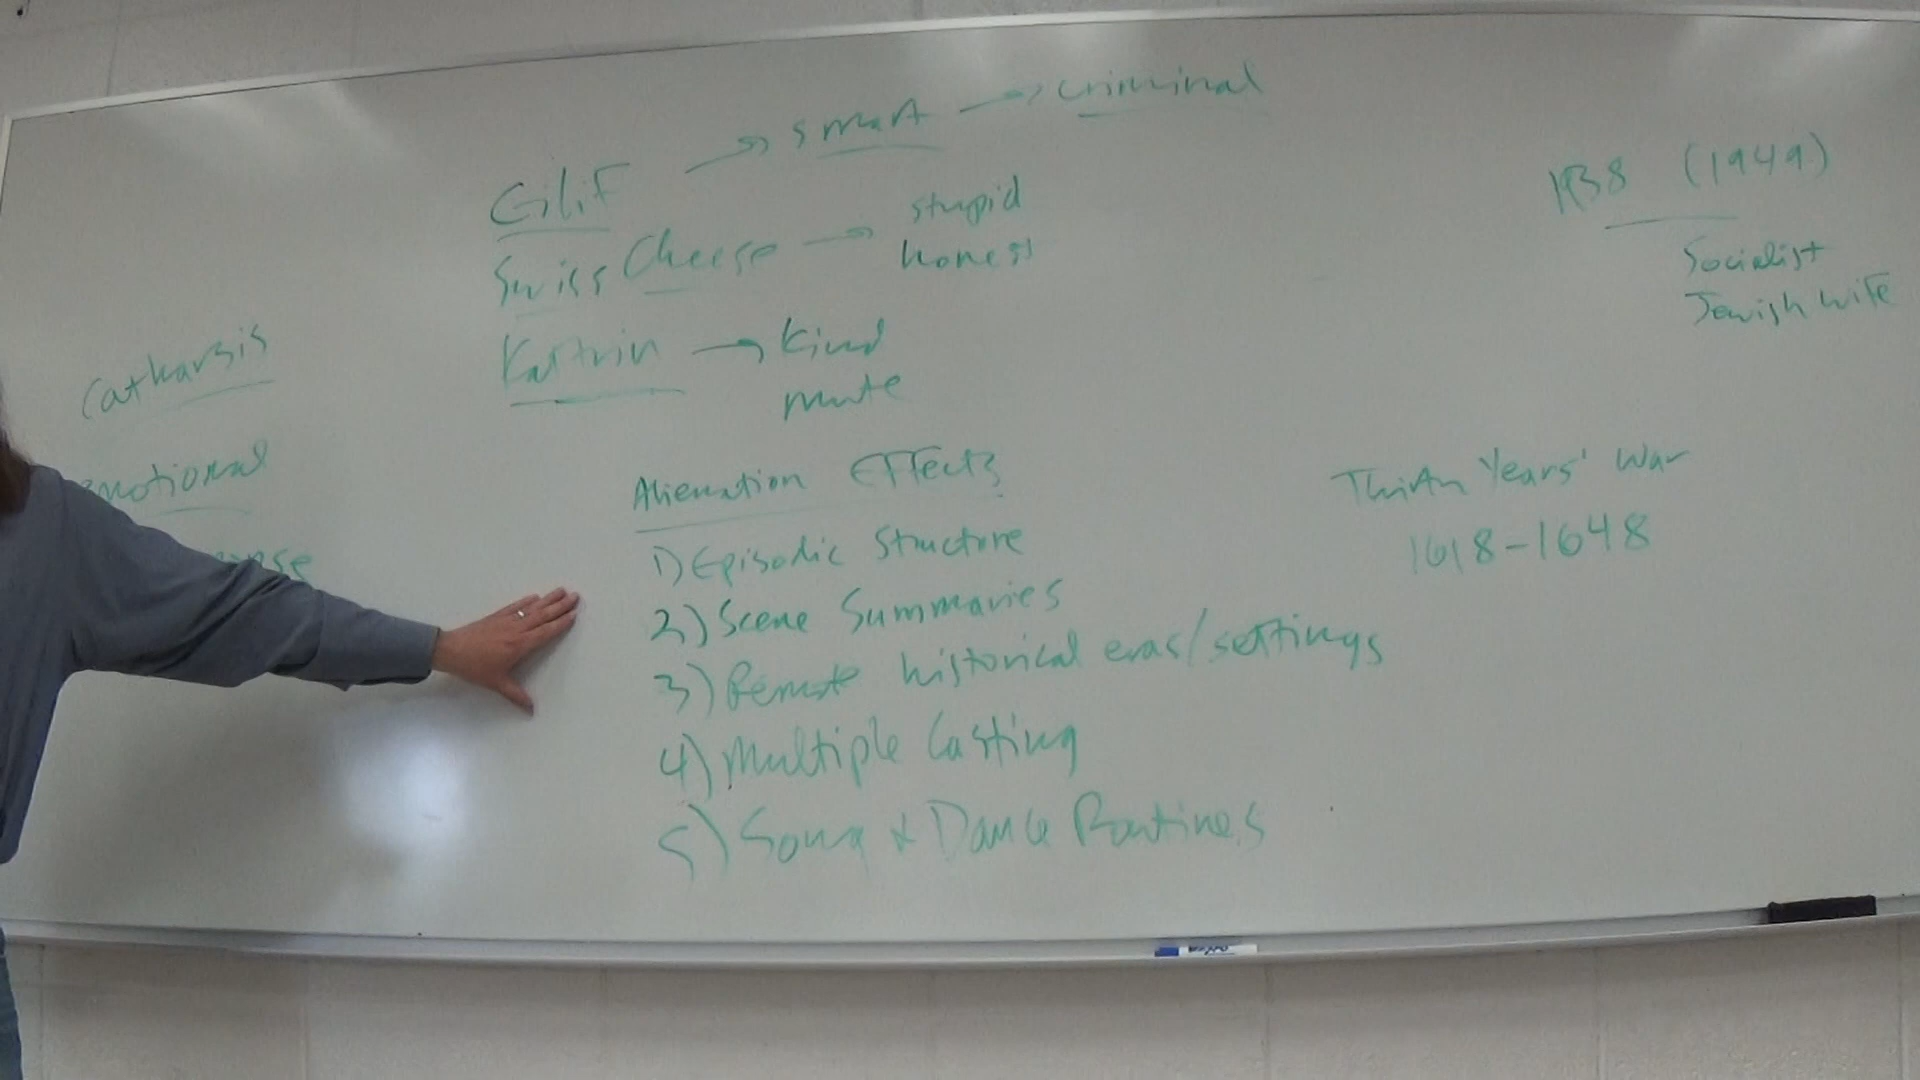 Gilif → smart → criminal
Swiss Cheese → stupid
honest
Kattrin → kind
mute
Catharsis
emotional
1938 (1949)
Socialist
Jewish wife
Alienation Effects
1) Episodic Structure
2) Scene Summaries
3) Remote historical eras/settings
4) Multiple Casting
5) Song & Dance Routines
Thirty Years' War
1618-1648